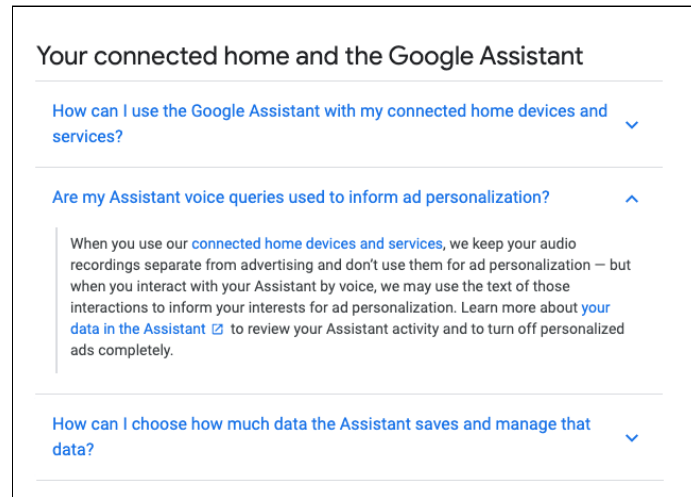 Your connected home and the Google Assistant
How can I use the Google Assistant with my connected home devices and
services?
Are my Assistant voice queries used to inform ad personalization?
When you use our connected home devices and services, we keep your audio
recordings separate from advertising and don't use them for ad personalization — but
when you interact with your Assistant by voice, we may use the text of those
interactions to inform your interests for ad personalization. Learn more about your
data in the Assistant to review your Assistant activity and to turn off personalized
ads completely.
How can I choose how much data the Assistant saves and manage that
data?